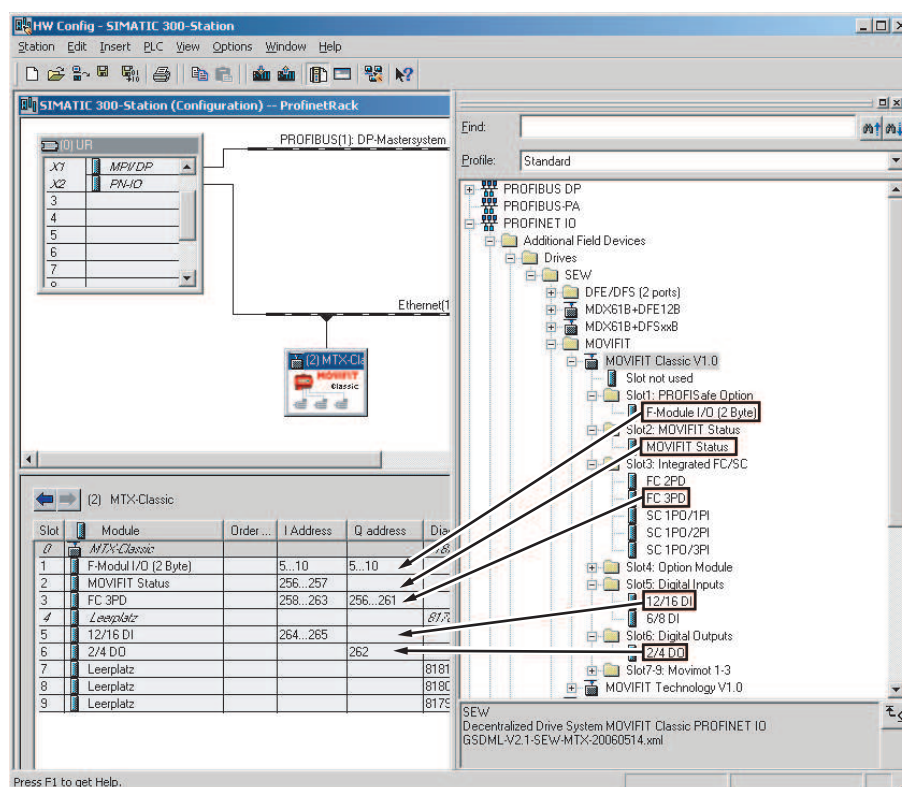 HW Config - SIMATIC 300-Station
Station Edit Insert PLC View Options Window Help
SIMATIC 300-Station (Configuration) -- ProfinetRack
(0) UR
X1 MPI/DP
X2 PN-IO
3
4
5
6
7
PROFIBUS(1): DP-Mastersystem
Ethernet(1
(2) MTX-Cla
MOVIFIT
Classic
(2) MTX-Classic
Slot Module Order ... I Address Q address Dia
0 MTX-Classic
1 F-Modul I/O (2 Byte) 5...10 5...10
2 MOVIFIT Status 256...257
3 FC 3PD 258...263 256...261
4 Leerplatz
5 12/16 DI 264...265
6 2/4 DO 262
7 Leerplatz 8181
8 Leerplatz 8180
9 Leerplatz 8179
Find:
Profile: Standard
PROFIBUS DP
PROFIBUS-PA
PROFINET IO
Additional Field Devices
Drives
SEW
DFE/DFS (2 ports)
MDX61B+DFE12B
MDX61B+DFSxxB
MOVIFIT
MOVIFIT Classic V1.0
Slot not used
Slot1: PROFISafe Option
F-Module I/O (2 Byte)
Slot2: MOVIFIT Status
MOVIFIT Status
Slot3: Integrated FC/SC
FC 2PD
FC 3PD
SC 1PO/1PI
SC 1PO/2PI
SC 1PO/3PI
Slot4: Option Module
Slot5: Digital Inputs
12/16 DI
6/8 DI
Slot6: Digital Outputs
2/4 DO
Slot7-9: Movimot 1-3
MOVIFIT Technology V1.0
SEW
Decentralized Drive System MOVIFIT Classic PROFINET IO
GSDML-V2.1-SEW-MTX-20060514.xml
Press F1 to get Help.